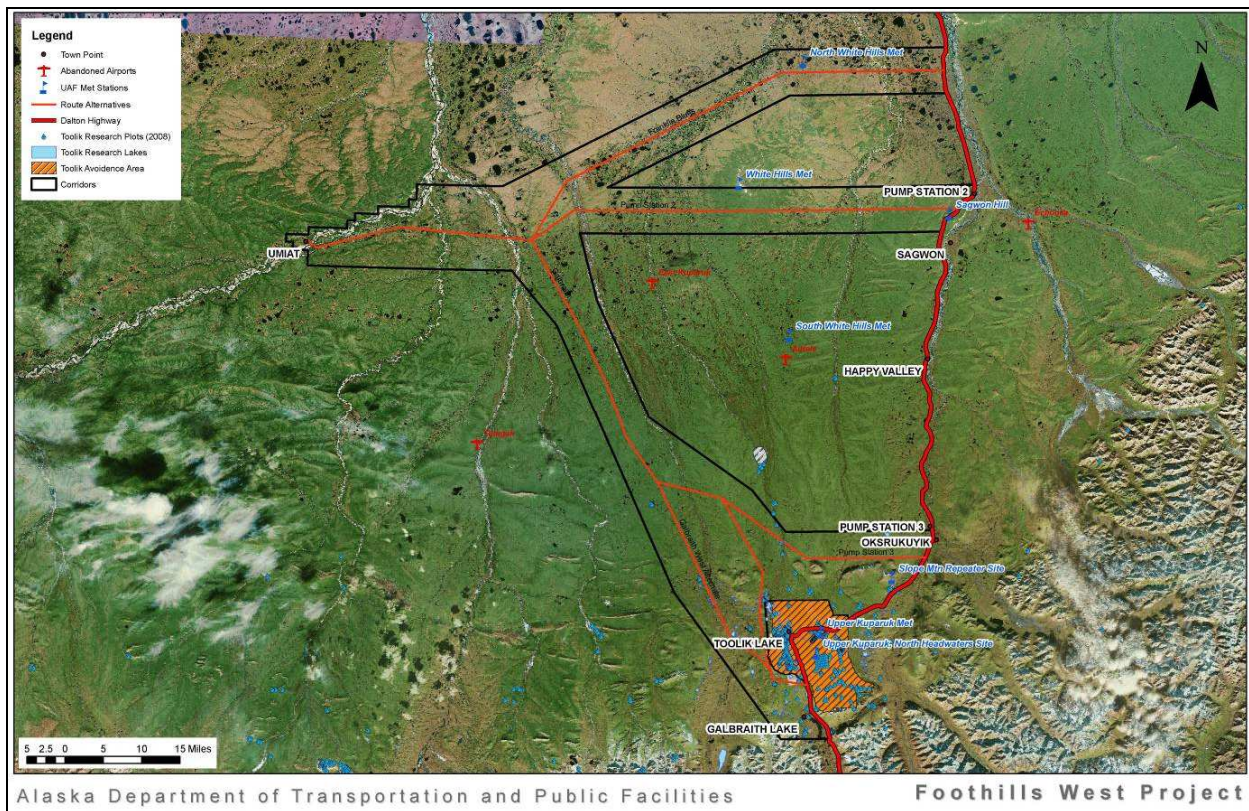 Legend
Town Point
Abandoned Airports
UAF Met Stations
Route Alternatives
Dalton Highway
Toolik Research Plots (2008)
Toolik Research Lakes
Toolik Avoidence Area
Corridors
N
North White Hills Met
White Hills Met
PUMP STATION 2
Pump Station 2
Sagwon Hill
UMIAT
SAGWON
South White Hills Met
HAPPY VALLEY
PUMP STATION 3
OKSRUKUYIK
Pump Station 3
Slope Mtn Repeater Site
Upper Kuparuk Met
TOOLIK LAKE
Upper Kuparuk, North Headwaters Site
GALBRAITH LAKE
5 2.5 0 5 10 15 Miles
Alaska Department of Transportation and Public Facilities
Foothills West Project